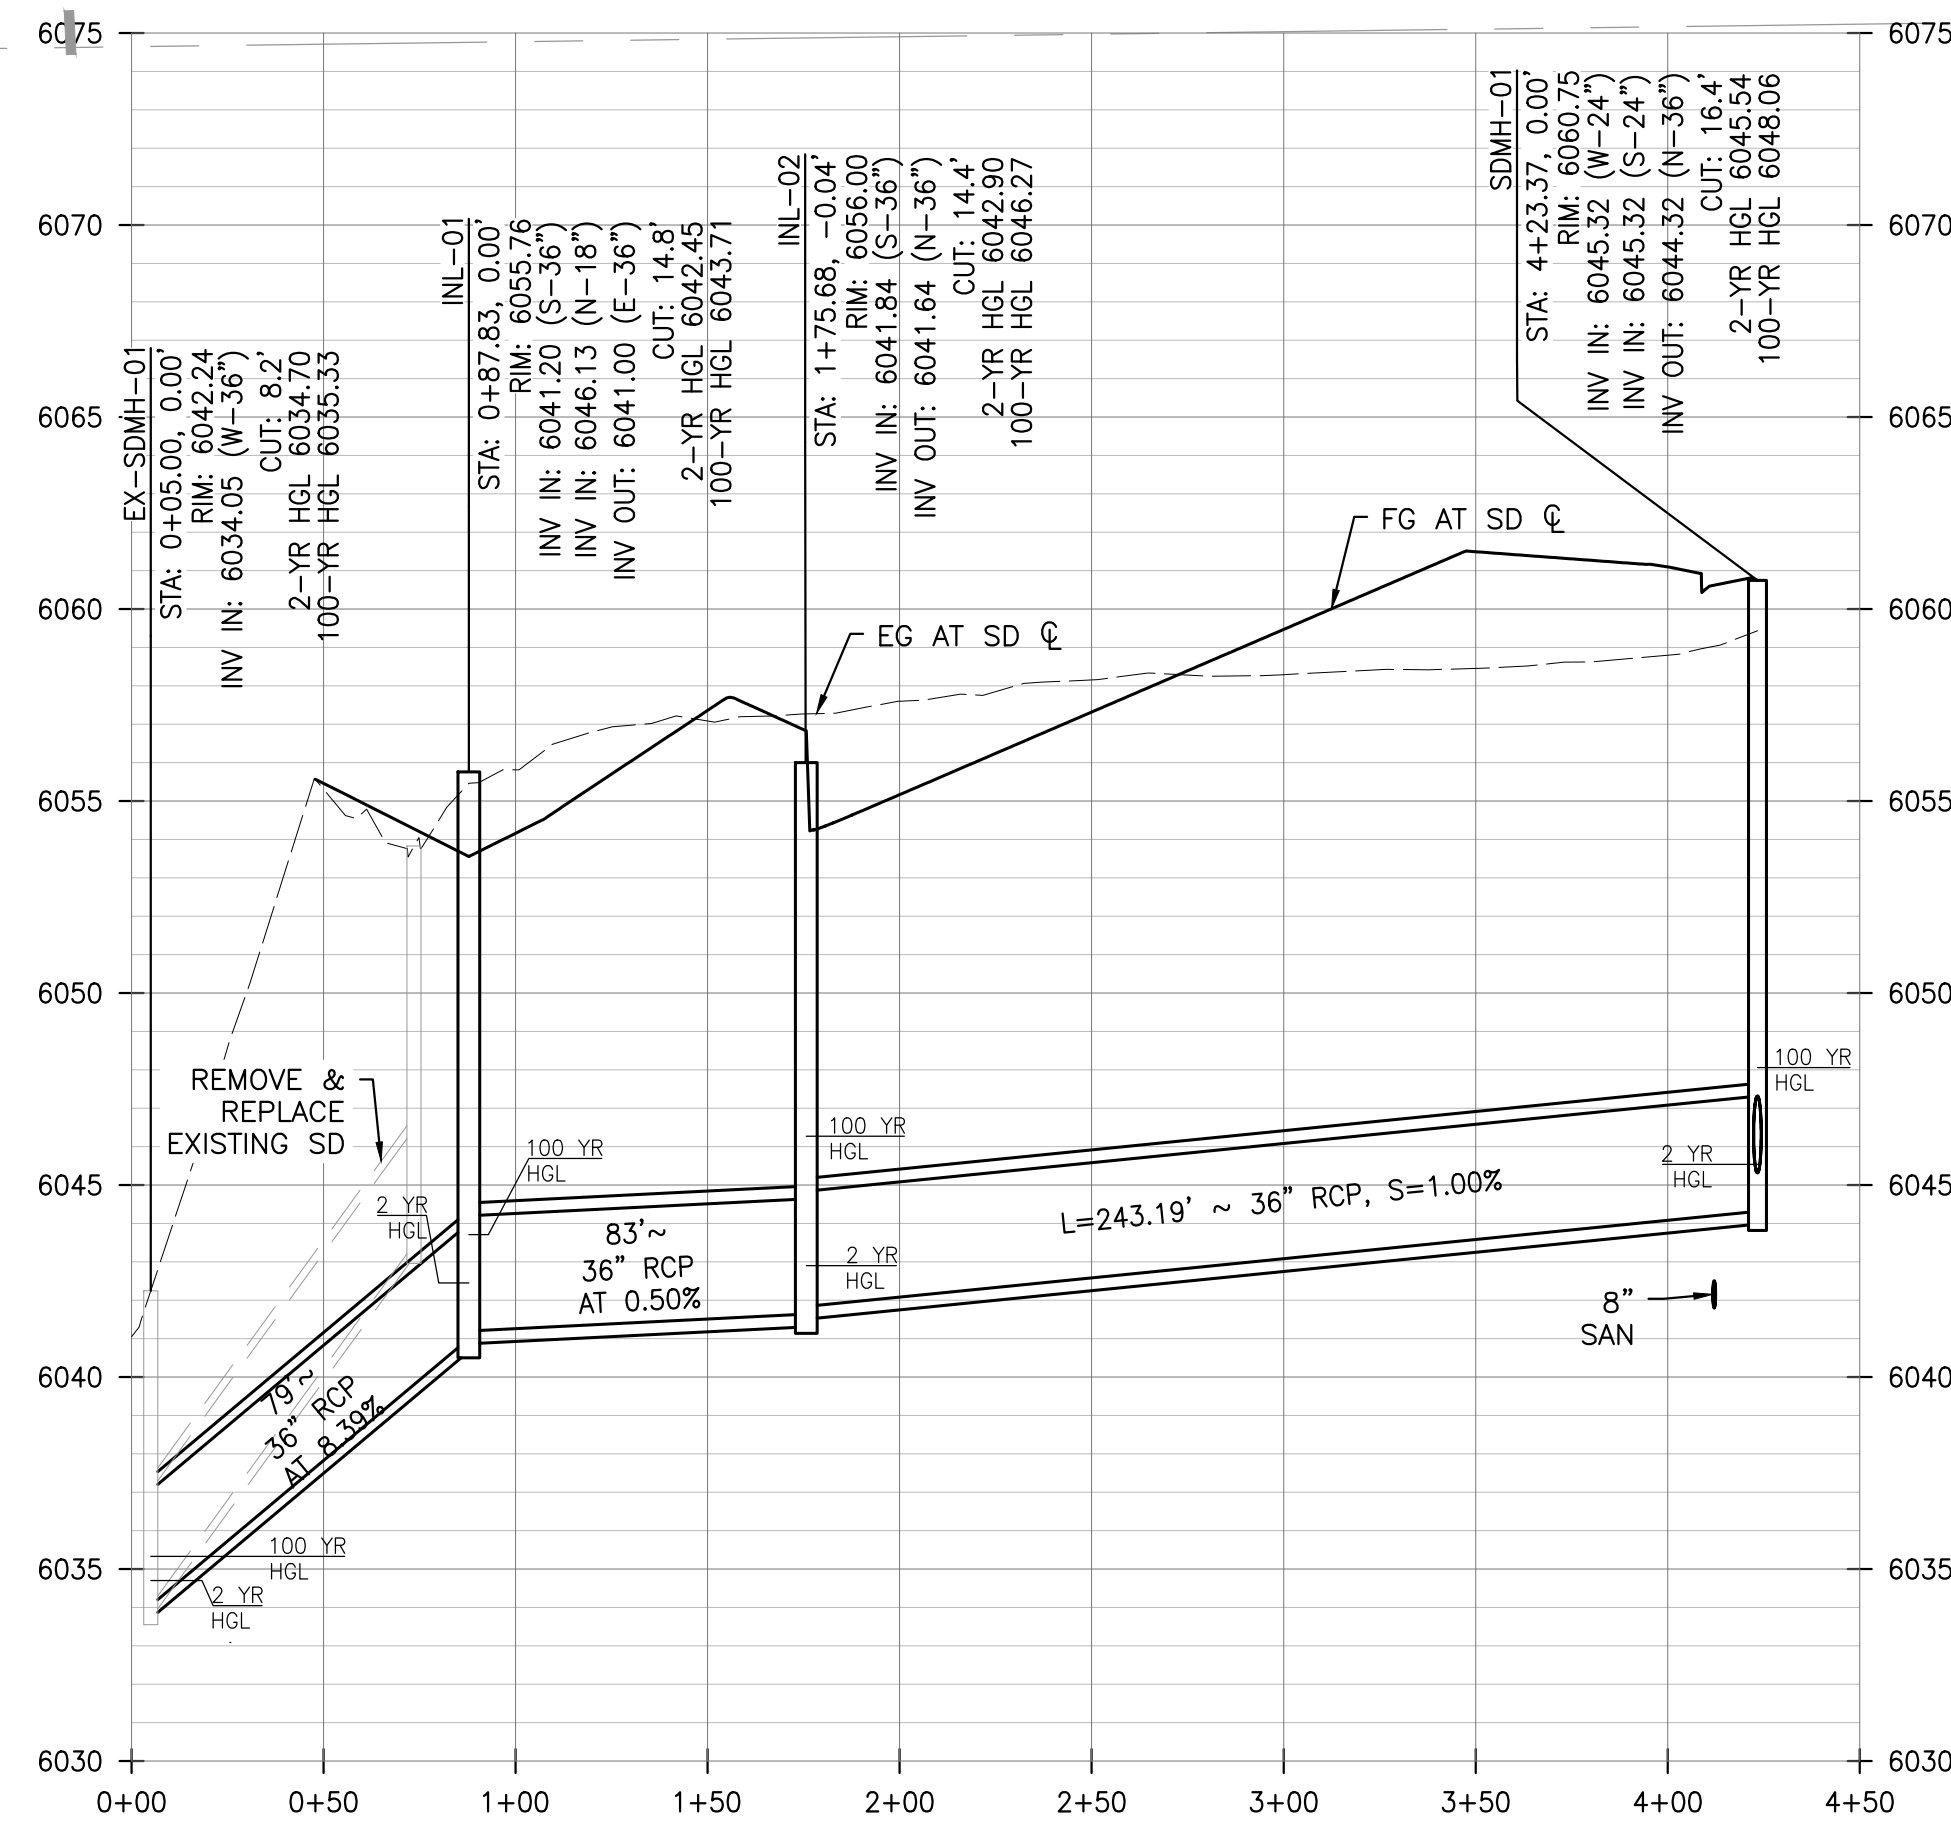 6075
6070
6065
6060
6055
6050
6045
6040
6035
6030
6075
6070
6065
6060
6055
6050
6045
6040
6035
6030
0+00
0+50
1+00
1+50
2+00
2+50
3+00
3+50
4+00
4+50
EX-SDMH-01
STA: 0+05.00, 0.00'
RIM: 6042.24
INV IN: 6034.05 (W-36")
CUT: 8.2'
2-YR HGL 6034.70
100-YR HGL 6035.33
INL-01
STA: 0+87.83, 0.00'
RIM: 6055.76
INV IN: 6041.20 (S-36")
INV IN: 6046.13 (N-18")
INV OUT: 6041.00 (E-36")
CUT: 14.8'
2-YR HGL 6042.45
100-YR HGL 6043.71
INL-02
STA: 1+75.68, -0.04'
RIM: 6056.00
INV IN: 6041.84 (S-36")
INV OUT: 6041.64 (N-36")
CUT: 14.4'
2-YR HGL 6042.90
100-YR HGL 6046.27
SDMH-01
STA: 4+23.37, 0.00'
RIM: 6060.75
INV IN: 6045.32 (W-24")
INV IN: 6045.32 (S-24")
INV OUT: 6044.32 (N-36")
CUT: 16.4'
2-YR HGL 6045.54
100-YR HGL 6048.06
FG AT SD ℄
EG AT SD ℄
REMOVE &
REPLACE
EXISTING SD
100 YR
HGL
2 YR
HGL
100 YR
HGL
2 YR
HGL
100 YR
HGL
2 YR
HGL
100 YR
HGL
2 YR
HGL
83'~
36" RCP
AT 0.50%
L=243.19' ~ 36" RCP, S=1.00%
79'~
36" RCP
AT 8.39%
8"
SAN